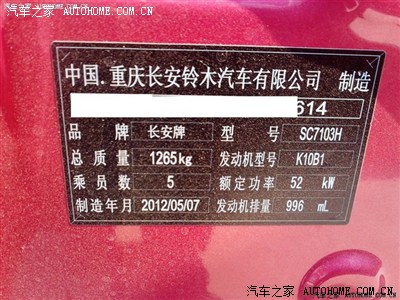 汽车之家 AUTOHOME.COM.CN
中国.重庆长安铃木汽车有限公司 制造
614
品牌 长安牌 型号 SC7103H
总质量 1265kg 发动机型号 K10B1
乘员数 5 额定功率 52 kW
制造年月 2012/05/07 发动机排量 996 mL
汽车之家 AUTOHOME.COM.CN